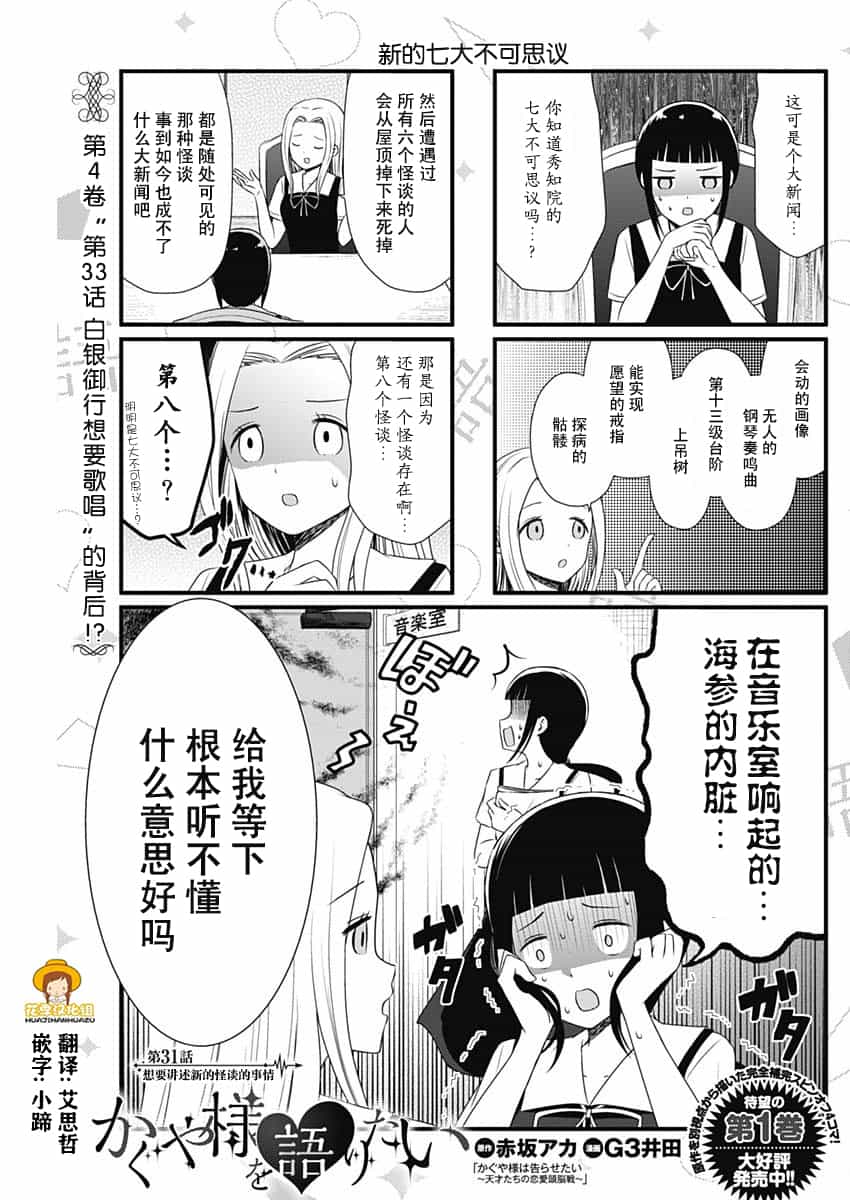 新的七大不可思议
这可是个大新闻…
你知道秀知院的
七大不可思议吗…?
会动的画像
无人的
钢琴奏鸣曲
第十三级台阶
上吊树
能实现
愿望的戒指
探病的
骷髅
然后遭遇过
所有六个怪谈的人
会从屋顶掉下来死掉
都是随处可见的
那种怪谈
事到如今也成不了
什么大新闻吧
那是因为
还有一个怪谈存在啊…
第八个怪谈…
第八个…?
明明是七大不可思议…?
ゴクッ
音楽室
ぼえ〜
在音乐室响起的…
海参的内脏…
给我等下
根本听不懂
什么意思好吗
ガタ
ガタ
第4卷“第33话 白银御行想要歌唱”的背后!?
花学汉化组
HUAXUEHANHUAZU
翻译:艾思哲
嵌字:小蹄
第31話
想要讲述新的怪谈的事情
かぐや様を語りたい
原作 赤坂アカ 漫画 G3井田
「かぐや様は告らせたい
〜天才たちの恋愛頭脳戦〜」
待望の
第1巻
大好評
発売中!!